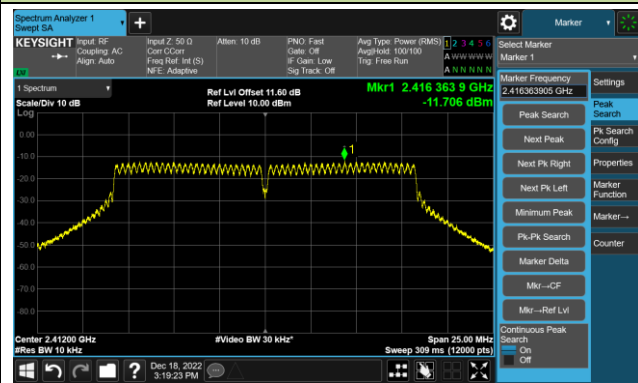 Spectrum Analyzer 1
Swept SA
+
Marker
KEYSIGHT
Input: RF
Coupling: AC
Align: Auto
Input Z: 50 Ω
Corr CCorr
Freq Ref: Int (S)
NFE: Adaptive
Atten: 10 dB
PNO: Fast
Gate: Off
IF Gain: Low
Sig Track: Off
Avg Type: Power (RMS)
Avg|Hold: 100/100
Trig: Free Run
1 2 3 4 5 6
A W W W W W
A N N N N N
Select Marker
Marker 1
1 Spectrum
Scale/Div 10 dB
Log
Ref Lvl Offset 11.60 dB
Ref Level 10.00 dBm
Mkr1 2.416 363 9 GHz
-11.706 dBm
0.00
-10.0
-20.0
-30.0
-40.0
-50.0
-60.0
-70.0
-80.0
1
Center 2.41200 GHz
#Res BW 10 kHz
#Video BW 30 kHz*
Span 25.00 MHz
Sweep 309 ms (12000 pts)
Marker Frequency
2.416363905 GHz
Peak Search
Next Peak
Next Pk Right
Next Pk Left
Minimum Peak
Pk-Pk Search
Marker Delta
Mkr→CF
Mkr→Ref Lvl
Continuous Peak
Search
On
Off
Settings
Peak
Search
Pk Search
Config
Properties
Marker
Function
Marker→
Counter
?
Dec 18, 2022
3:19:23 PM